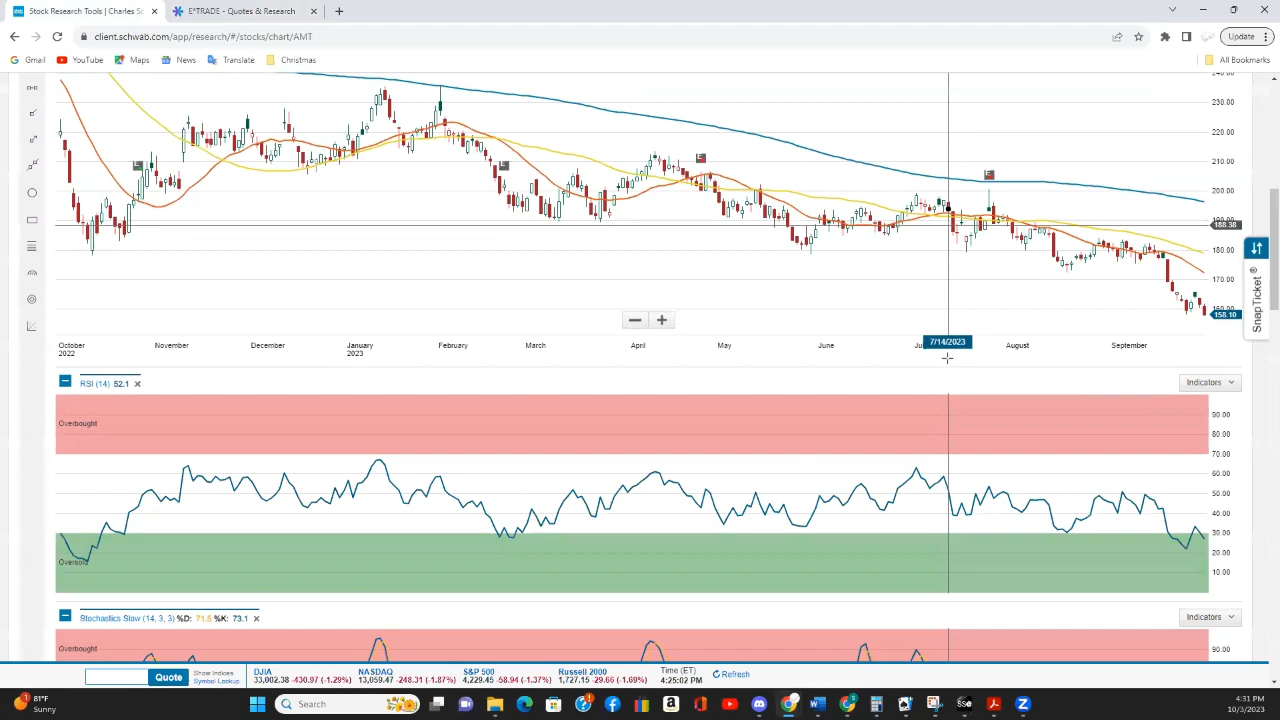 Stock Research Tools | Charles Sc
E*TRADE - Quotes & Research
client.schwab.com/app/research/#/stocks/chart/AMT
Update
Gmail
YouTube
Maps
News
Translate
Christmas
All Bookmarks
240.00
230.00
220.00
210.00
200.00
190.00
188.38
180.00
170.00
160.00
158.10
E
E
E
E
SnapTicket ®
October
2022
November
December
January
2023
February
March
April
May
June
7/14/2023
August
September
RSI (14) 52.1
Indicators
Overbought
Oversold
90.00
80.00
70.00
60.00
50.00
40.00
30.00
20.00
10.00
Stochastics Slow (14, 3, 3) %D: 71.5 %K: 73.1
Indicators
Overbought
90.00
Quote
Show Indices
Symbol Lookup
DJIA
33,002.38 -430.97 (-1.29%)
NASDAQ
13,059.47 -248.31 (-1.87%)
S&P 500
4,229.45 -58.94 (-1.37%)
Russell 2000
1,727.15 -29.66 (-1.69%)
Time (ET)
4:25:02 PM
Refresh
81°F
Sunny
Search
4:31 PM
10/3/2023